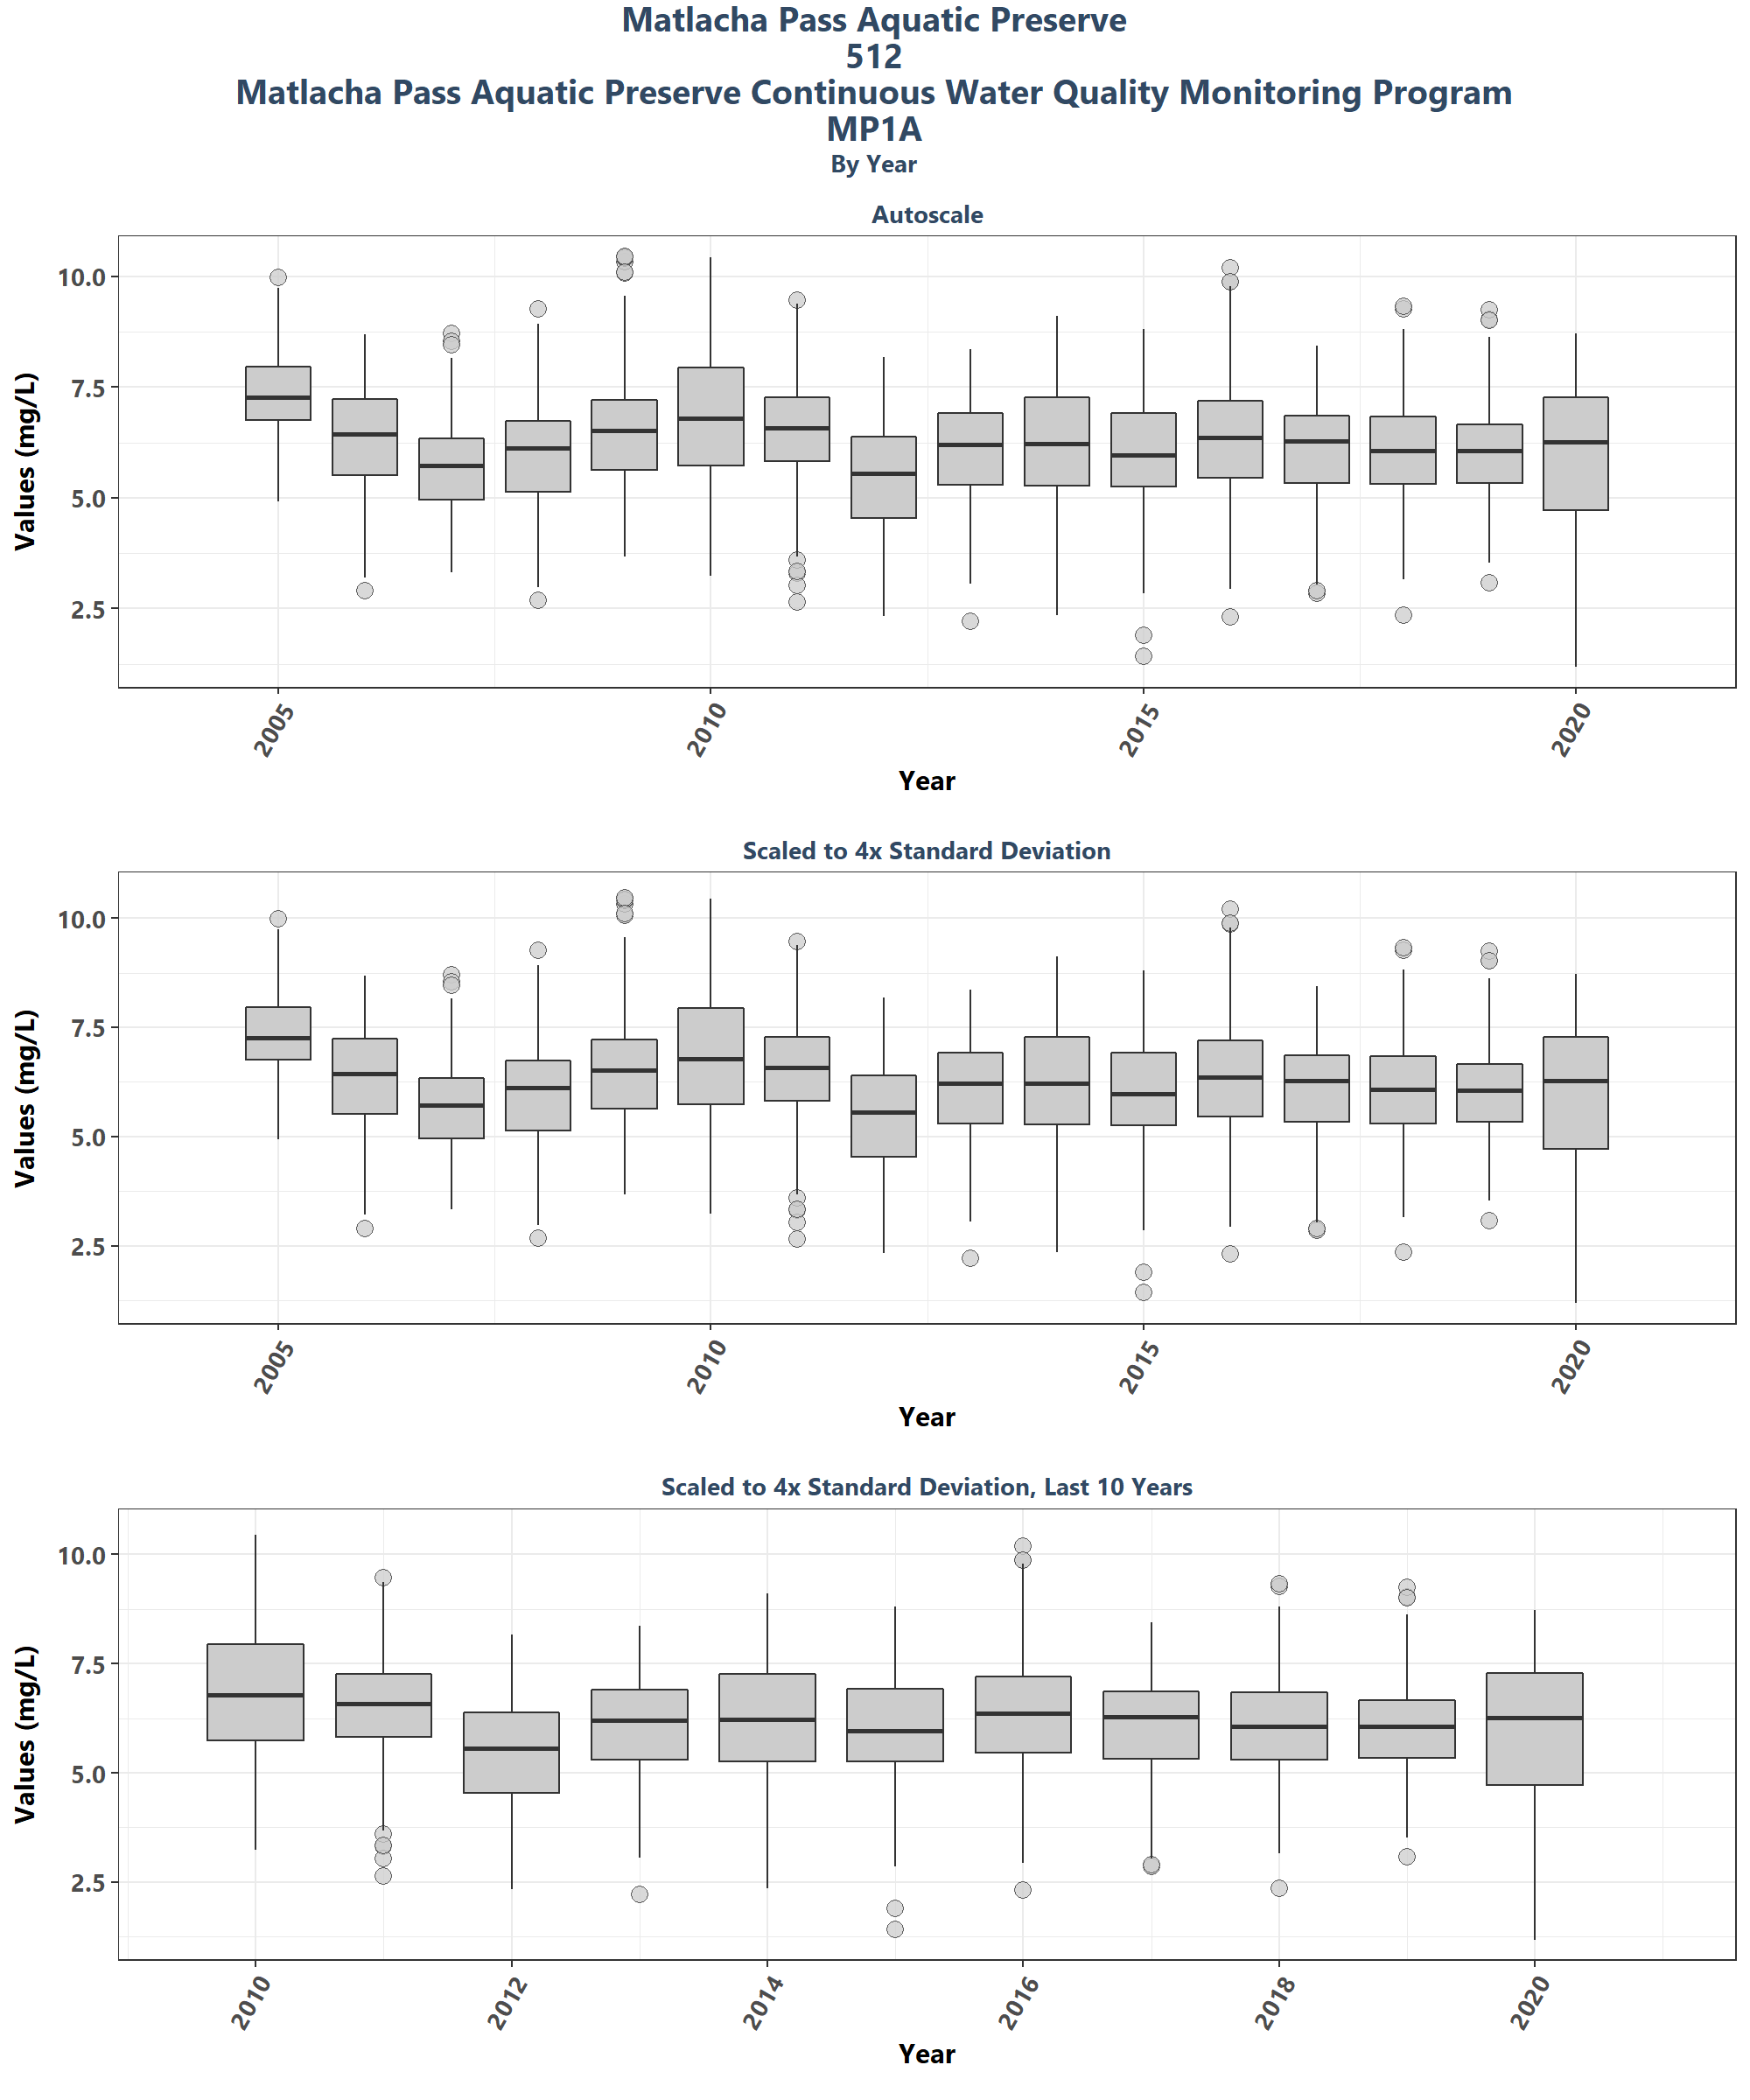 Matlacha Pass Aquatic Preserve
512
Matlacha Pass Aquatic Preserve Continuous Water Quality Monitoring Program
MP1A
By Year
Autoscale
Values (mg/L)
10.0
7.5
5.0
2.5
2005
2010
2015
2020
Year
Scaled to 4x Standard Deviation
Values (mg/L)
10.0
7.5
5.0
2.5
2005
2010
2015
2020
Year
Scaled to 4x Standard Deviation, Last 10 Years
Values (mg/L)
10.0
7.5
5.0
2.5
2010
2012
2014
2016
2018
2020
Year